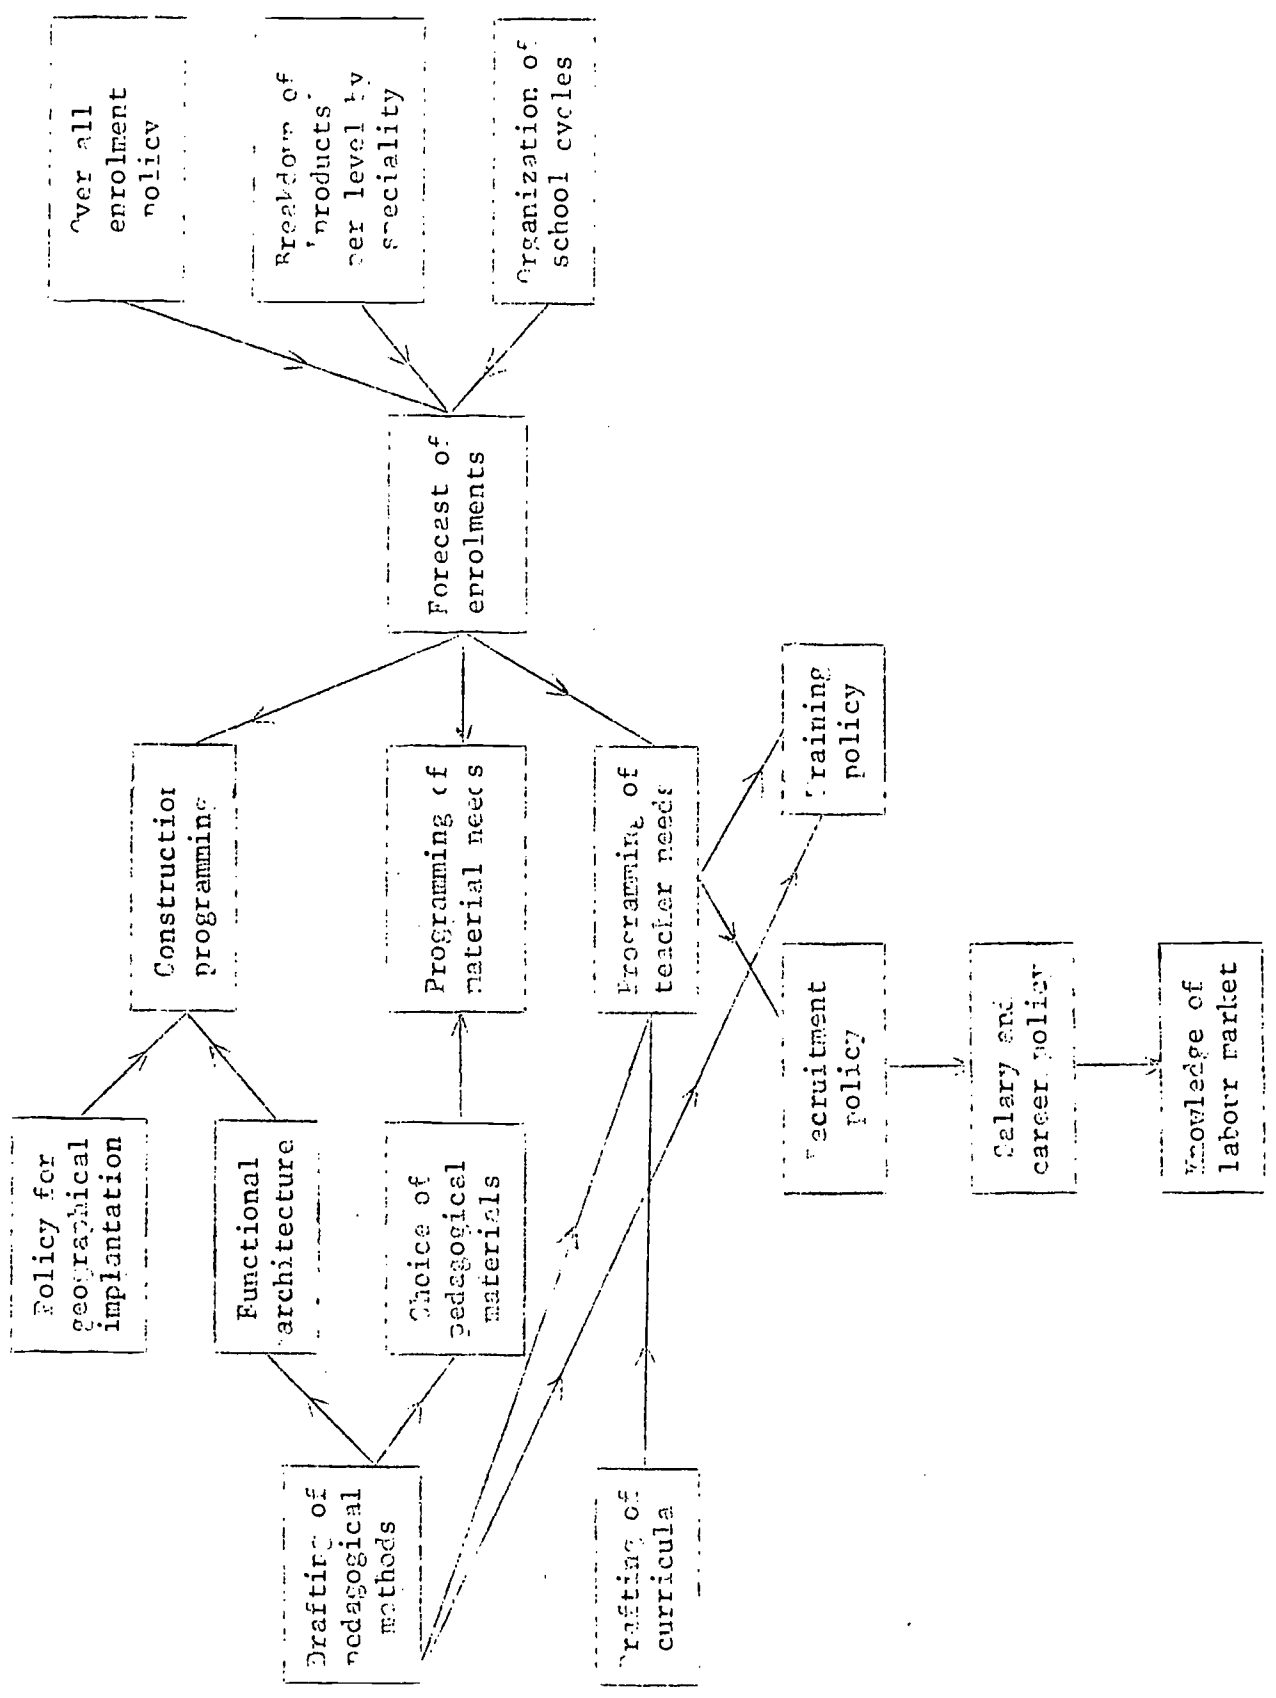 Drafting of
pedagogical
methods
Drafting of
curricula
Policy for
geographical
implantation
Functional
architecture
Choice of
pedagogical
materials
Construction
programming
Programming of
material needs
Programming of
teacher needs
Recruitment
policy
Salary and
career policy
Knowledge of
labour market
Training
policy
Forecast of
enrolments
Over all
enrolment
policy
Breakdown of
'products'
per level by
speciality
Organization of
school cycles